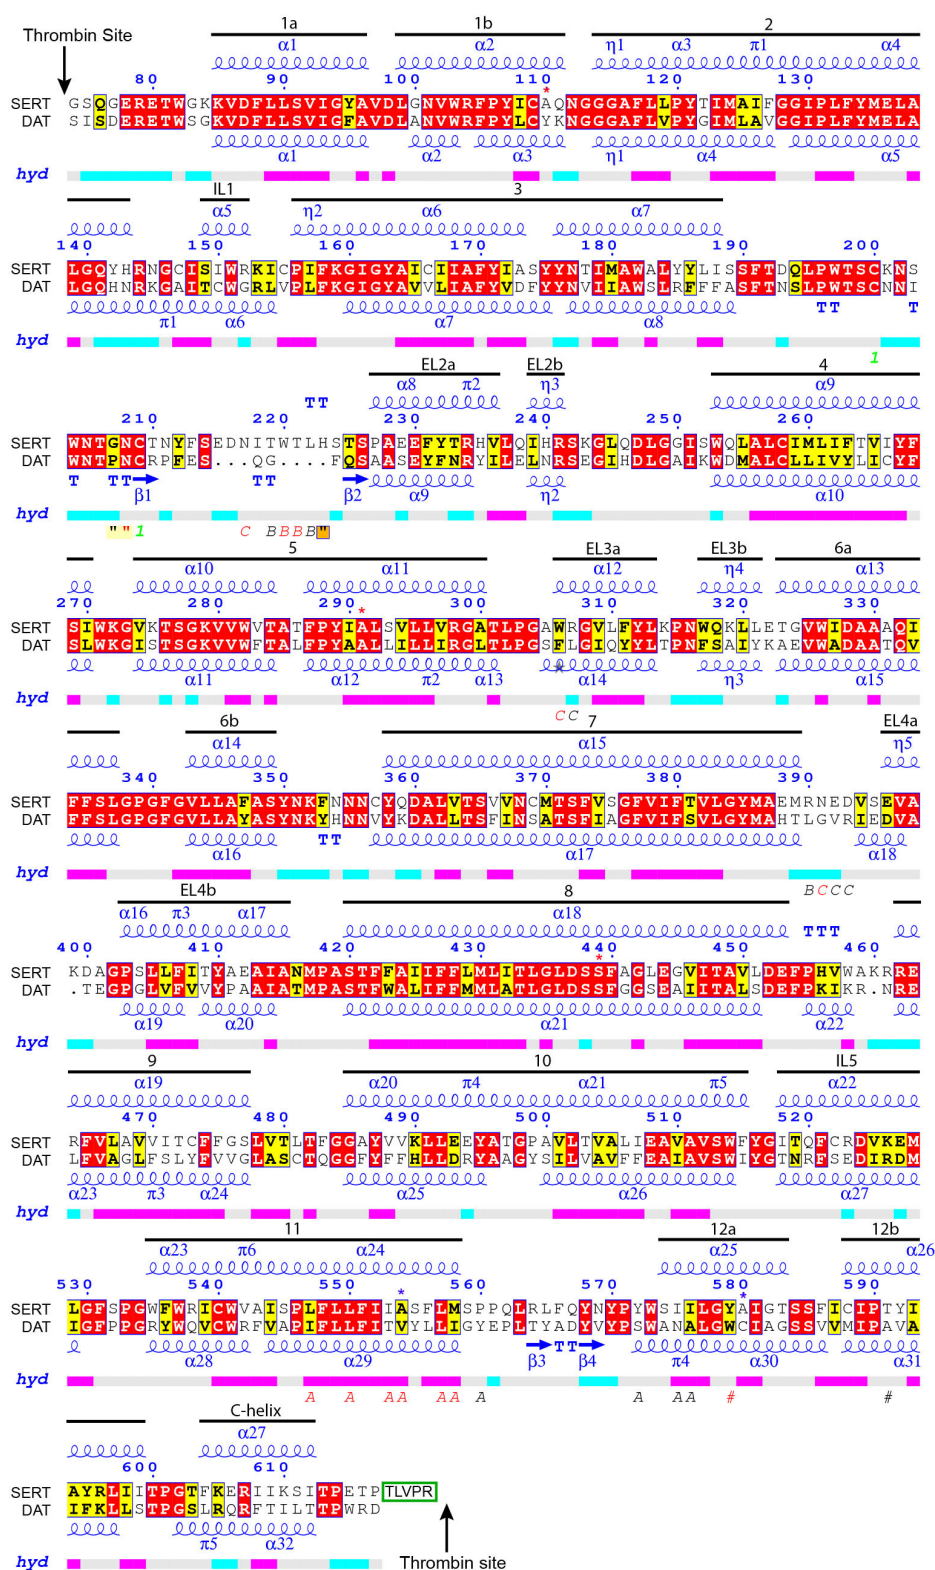 1a 1b 2
Thrombin Site
α1 α2 η1 α3 π1 α4
80 90 100 110 120 130
*
SERT GSQGERETWGKKVDFLLSVIGYAVDLGNVWRFPYICAQNGGGAFLLPYTIMAIFGGIPLFYMELA
DAT SISDERETWSGKVDFLLSVIGFAVDLANVWRFPYLCYKNGGGAFLVPYGIMLAVGGIPLFYMELA
α1 α2 α3 η1 α4 α5
hyd
IL1 3
α5 η2 α6 α7
140 150 160 170 180 190 200
SERT LGQYHRNGCISIWRKICPIFKGIGYAICIIAFYIASYYNTIMAWALYYLISSFTDQLPWTSCKNS
DAT LGQHNRKGAITCWGRLVPLFKGIGYAVVLIAFYVDFYYNVIIAWSLRFFFASFTNSLPWTSCNNI
π1 α6 α7 α8 TT T
hyd
1
EL2a EL2b 4
TT α8 π2 η3 α9
210 220 230 240 250 260
SERT WNTGNCTNYFSEDNITWTLHSTSPAEEFYTRHVLQIHRSKGLQDLGGISWQLALCIMLIFTVIYF
DAT WNTPNCRPFES...QG....FQSAASEYFNRYILELNRSEGIHDLGAIKWDMALCLLIVYLICYF
T TT β1 TT β2 α9 η2 α10
hyd
" " 1 C BBBB "
5 EL3a EL3b 6a
α10 α11 α12 η4 α13
270 280 290 300 310 320 330
*
SERT SIWKGVKTSGKVVWVTATFPYIALSVLLVRGATLPGAWRGVLFYLKPNWQKLLETGVWIDAAAQI
DAT SLWKGISTSGKVVWFTALFPYAALLILLIRGLTLPGSFLGIQYYLTPNFSAIYKAEVWADAATQV
α11 α12 π2 α13 ★ α14 η3 α15
hyd
CC
6b 7 EL4a
α14 α15 η5
340 350 360 370 380 390
SERT FFSLGPGFGVLLAFASYNKFNNNCYQDALVTSVVNCMTSFVSGFVIFTVLGYMAEMRNEDVSEVA
DAT FFSLGPGFGVLLAYASYNKYHNNVYKDALLTSFINSATSFIAGFVIFSVLGYMAHTLGVRIEDVA
α16 TT α17 α18
hyd
BCCC
EL4b 8
α16 π3 α17 α18 TTT
400 410 420 430 440 450 460
*
SERT KDAGPSLLFITYAEAIANMPASTFFAIIFFLMLITLGLDSSFAGLEGVITAVLDEFPHVWAKRRE
DAT .TEGPGLVFVVYPAAIATMPASTFWALIFFMMLATLGLDSSFGGSEAIITALSDEFPKIKR.NRE
α19 α20 α21 α22
hyd
9 10 IL5
α19 α20 π4 α21 π5 α22
470 480 490 500 510 520
SERT RFVLAVVITCFFGSLVTLTFGGAYVVKLLEEYATGPAVLTVALIEAVAVSWFYGITQFCRDVKEM
DAT LFVAGLFSLYFVVGLASCTQGGFYFFHLLDRYAAGYSILVAVFFEAIAVSWIYGTNRFSEDIRDM
α23 π3 α24 α25 α26 α27
hyd
11 12a 12b
α23 π6 α24 α25 α26
530 540 550 560 570 580 590
* *
SERT LGFSPGWFWRICWVAISPLFLLFIIASFLMSPPQLRLFQYNYPYWSIILGYAIGTSSFICIPTYI
DAT IGFPPGRYWQVCWRFVAPIFLLFITVYLLIGYEPLTYADYVYPSWANALGWCIAGSSVVMIPAVA
α28 α29 β3 TT β4 π4 α30 α31
hyd
A A AA AA A A AA # #
C-helix
α27
600 610
SERT AYRLIITPGTFKERIIKSITPETP TLVPR
DAT IFKLLSTPGSLRQRFTILTTPWRD
π5 α32
hyd
Thrombin site